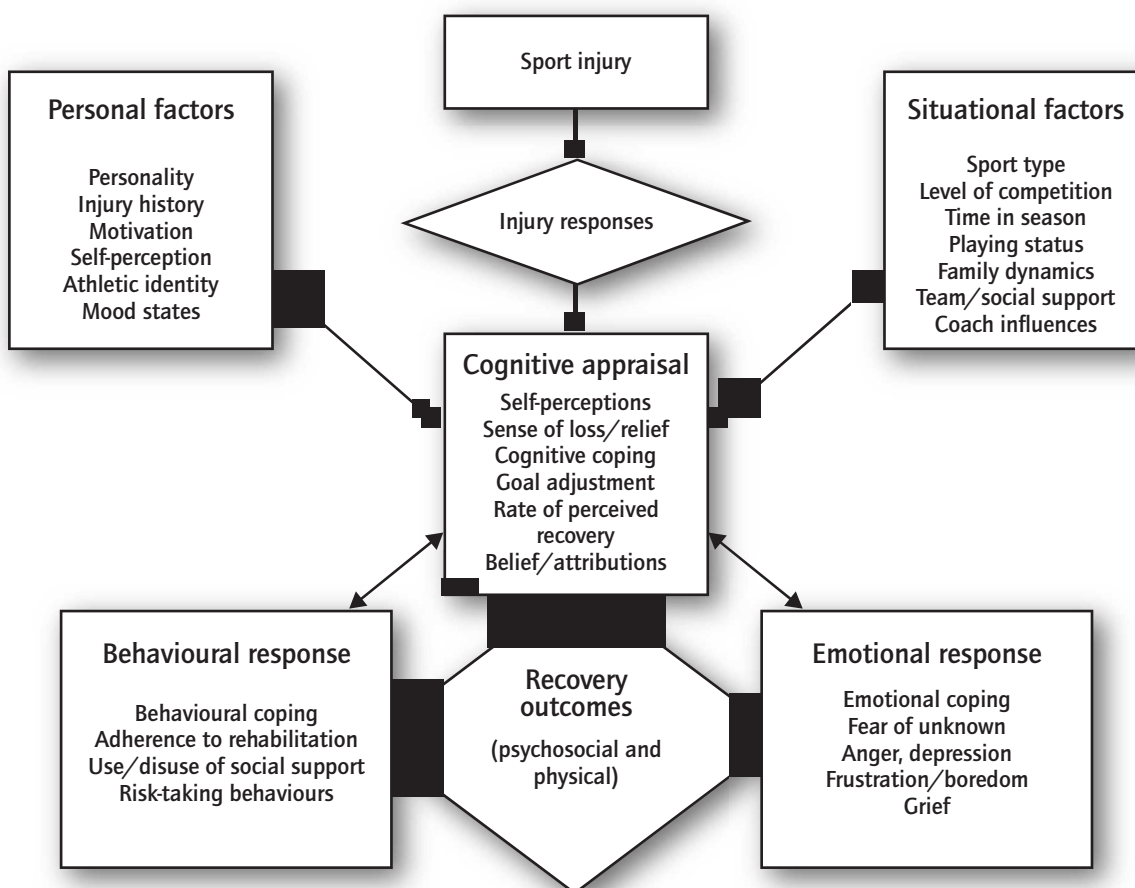 Sport injury
Personal factors
Personality
Injury history
Motivation
Self-perception
Athletic identity
Mood states
Injury responses
Situational factors
Sport type
Level of competition
Time in season
Playing status
Family dynamics
Team/social support
Coach influences
Cognitive appraisal
Self-perceptions
Sense of loss/relief
Cognitive coping
Goal adjustment
Rate of perceived
recovery
Belief/attributions
Behavioural response
Behavioural coping
Adherence to rehabilitation
Use/disuse of social support
Risk-taking behaviours
Recovery
outcomes
(psychosocial and
physical)
Emotional response
Emotional coping
Fear of unknown
Anger, depression
Frustration/boredom
Grief